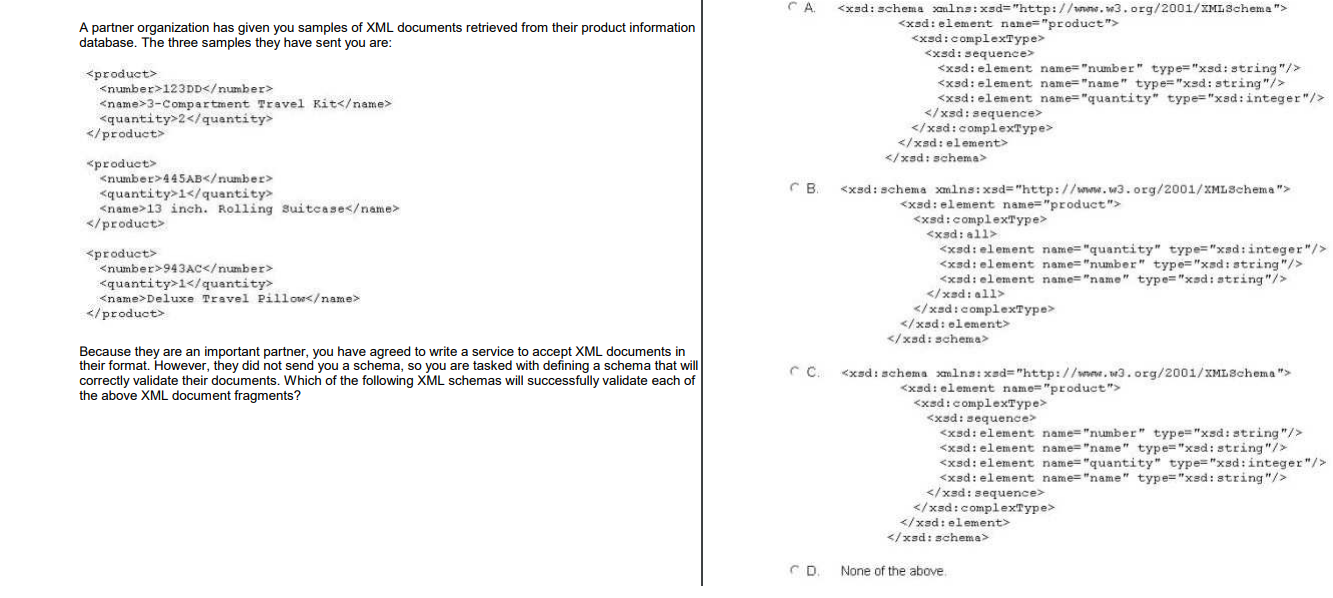 A partner organization has given you samples of XML documents retrieved from their product information
database. The three samples they have sent you are:
<product>
<number>123DD</number>
<name>3-Compartment Travel Kit</name>
<quantity>2</quantity>
</product>
<product>
<number>445AB</number>
<quantity>1</quantity>
<name>13 inch. Rolling Suitcase</name>
</product>
<product>
<number>943AC</number>
<quantity>1</quantity>
<name>Deluxe Travel Pillow</name>
</product>
Because they are an important partner, you have agreed to write a service to accept XML documents in
their format. However, they did not send you a schema, so you are tasked with defining a schema that will
correctly validate their documents. Which of the following XML schemas will successfully validate each of
the above XML document fragments?
A. <xsd:schema xmlns:xsd="http://www.w3.org/2001/XMLSchema">
<xsd:element name="product">
<xsd:complexType>
<xsd:sequence>
<xsd:element name="number" type="xsd:string"/>
<xsd:element name="name" type="xsd:string"/>
<xsd:element name="quantity" type="xsd:integer"/>
</xsd:sequence>
</xsd:complexType>
</xsd:element>
</xsd:schema>
B. <xsd:schema xmlns:xsd="http://www.w3.org/2001/XMLSchema">
<xsd:element name="product">
<xsd:complexType>
<xsd:all>
<xsd:element name="quantity" type="xsd:integer"/>
<xsd:element name="number" type="xsd:string"/>
<xsd:element name="name" type="xsd:string"/>
</xsd:all>
</xsd:complexType>
</xsd:element>
</xsd:schema>
C. <xsd:schema xmlns:xsd="http://www.w3.org/2001/XMLSchema">
<xsd:element name="product">
<xsd:complexType>
<xsd:sequence>
<xsd:element name="number" type="xsd:string"/>
<xsd:element name="name" type="xsd:string"/>
<xsd:element name="quantity" type="xsd:integer"/>
<xsd:element name="name" type="xsd:string"/>
</xsd:sequence>
</xsd:complexType>
</xsd:element>
</xsd:schema>
D. None of the above.